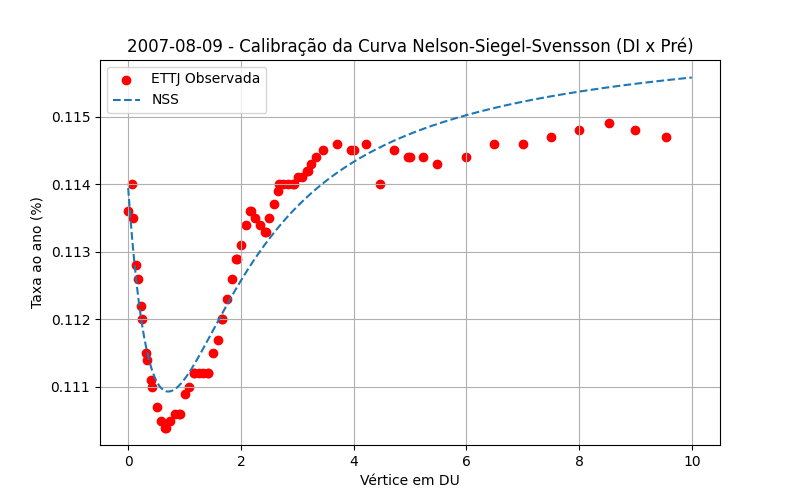 2007-08-09 - Calibração da Curva Nelson-Siegel-Svensson (DI x Pré)
ETTJ Observada
NSS
Taxa ao ano (%)
0.115
0.114
0.113
0.112
0.111
0 2 4 6 8 10
Vértice em DU